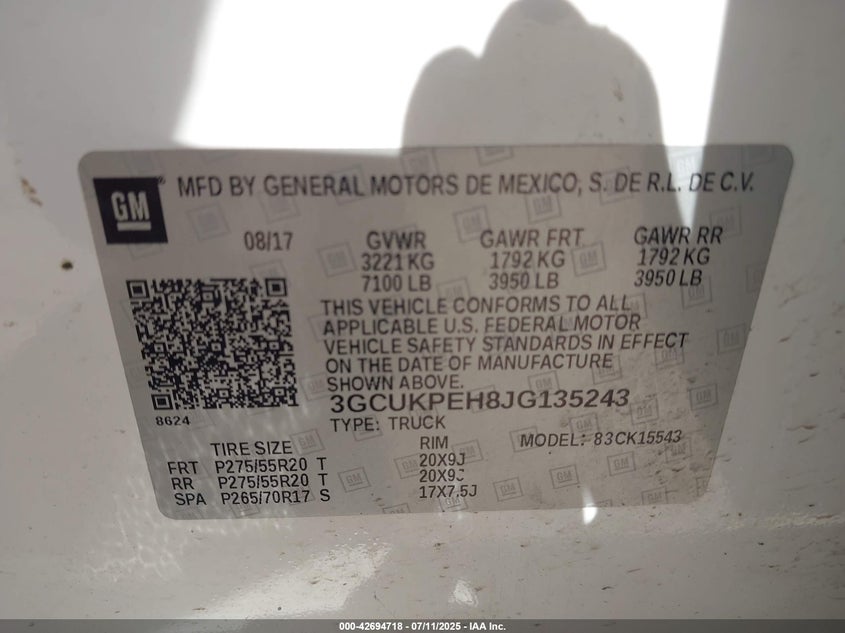 GM ® MFD BY GENERAL MOTORS DE MEXICO, S. DE R.L. DE C.V.
08/17 GVWR GAWR FRT GAWR RR
3221 KG 1792 KG 1792 KG
7100 LB 3950 LB 3950 LB
THIS VEHICLE CONFORMS TO ALL
APPLICABLE U.S. FEDERAL MOTOR
VEHICLE SAFETY STANDARDS IN EFFECT
ON THE DATE OF MANUFACTURE
SHOWN ABOVE.
3GCUKPEH8JG135243
8624
TYPE: TRUCK MODEL: 83CK15543
TIRE SIZE RIM
FRT P275/55R20 T 20X9J
RR P275/55R20 T 20X9J
SPA P265/70R17 S 17X7.5J
000-42694718 - 07/11/2025 - IAA Inc.